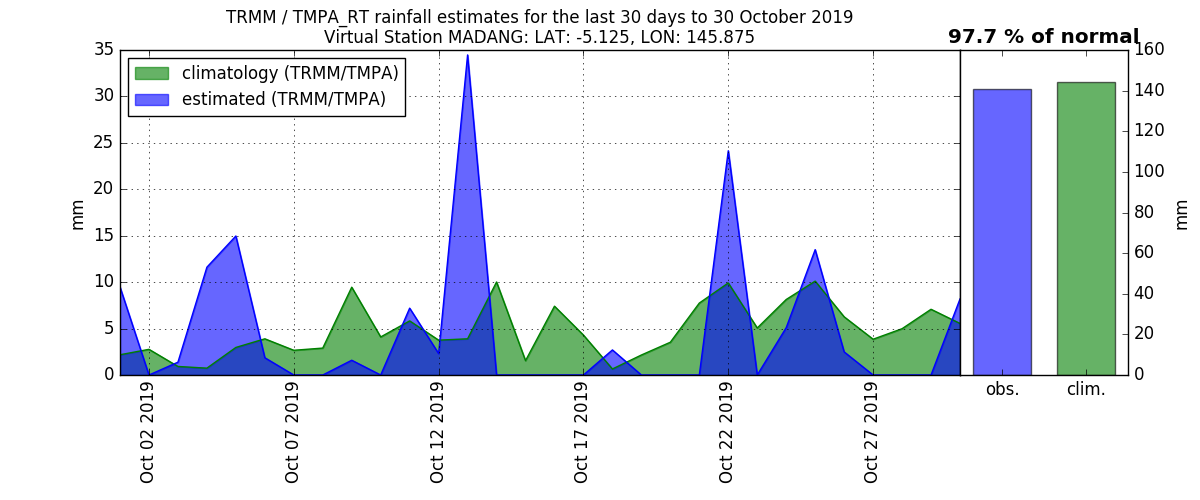 TRMM / TMPA_RT rainfall estimates for the last 30 days to 30 October 2019
Virtual Station MADANG: LAT: -5.125, LON: 145.875
97.7 % of normal
climatology (TRMM/TMPA)
estimated (TRMM/TMPA)
35
30
25
20
15
10
5
0
mm
Oct 02 2019
Oct 07 2019
Oct 12 2019
Oct 17 2019
Oct 22 2019
Oct 27 2019
obs.
clim.
160
140
120
100
80
60
40
20
0
mm